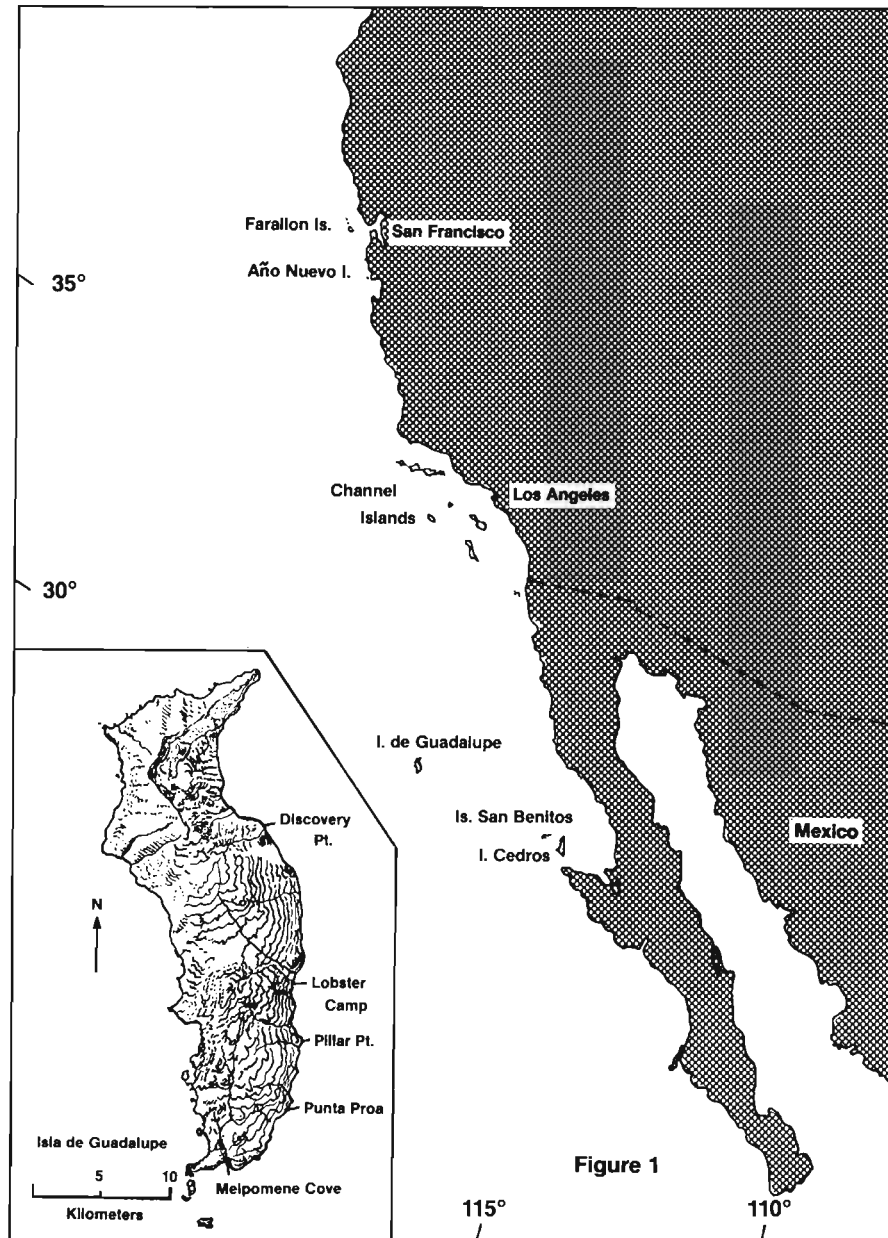 Farallon Is.
San Francisco
Año Nuevo I.
35°
Channel
Islands
Los Angeles
30°
I. de Guadalupe
Is. San Benitos
I. Cedros
Mexico
Discovery
Pt.
N
Lobster
Camp
Pillar Pt.
Punta Proa
Isla de Guadalupe
5 10
Kilometers
Melpomene Cove
Figure 1
115° 110°